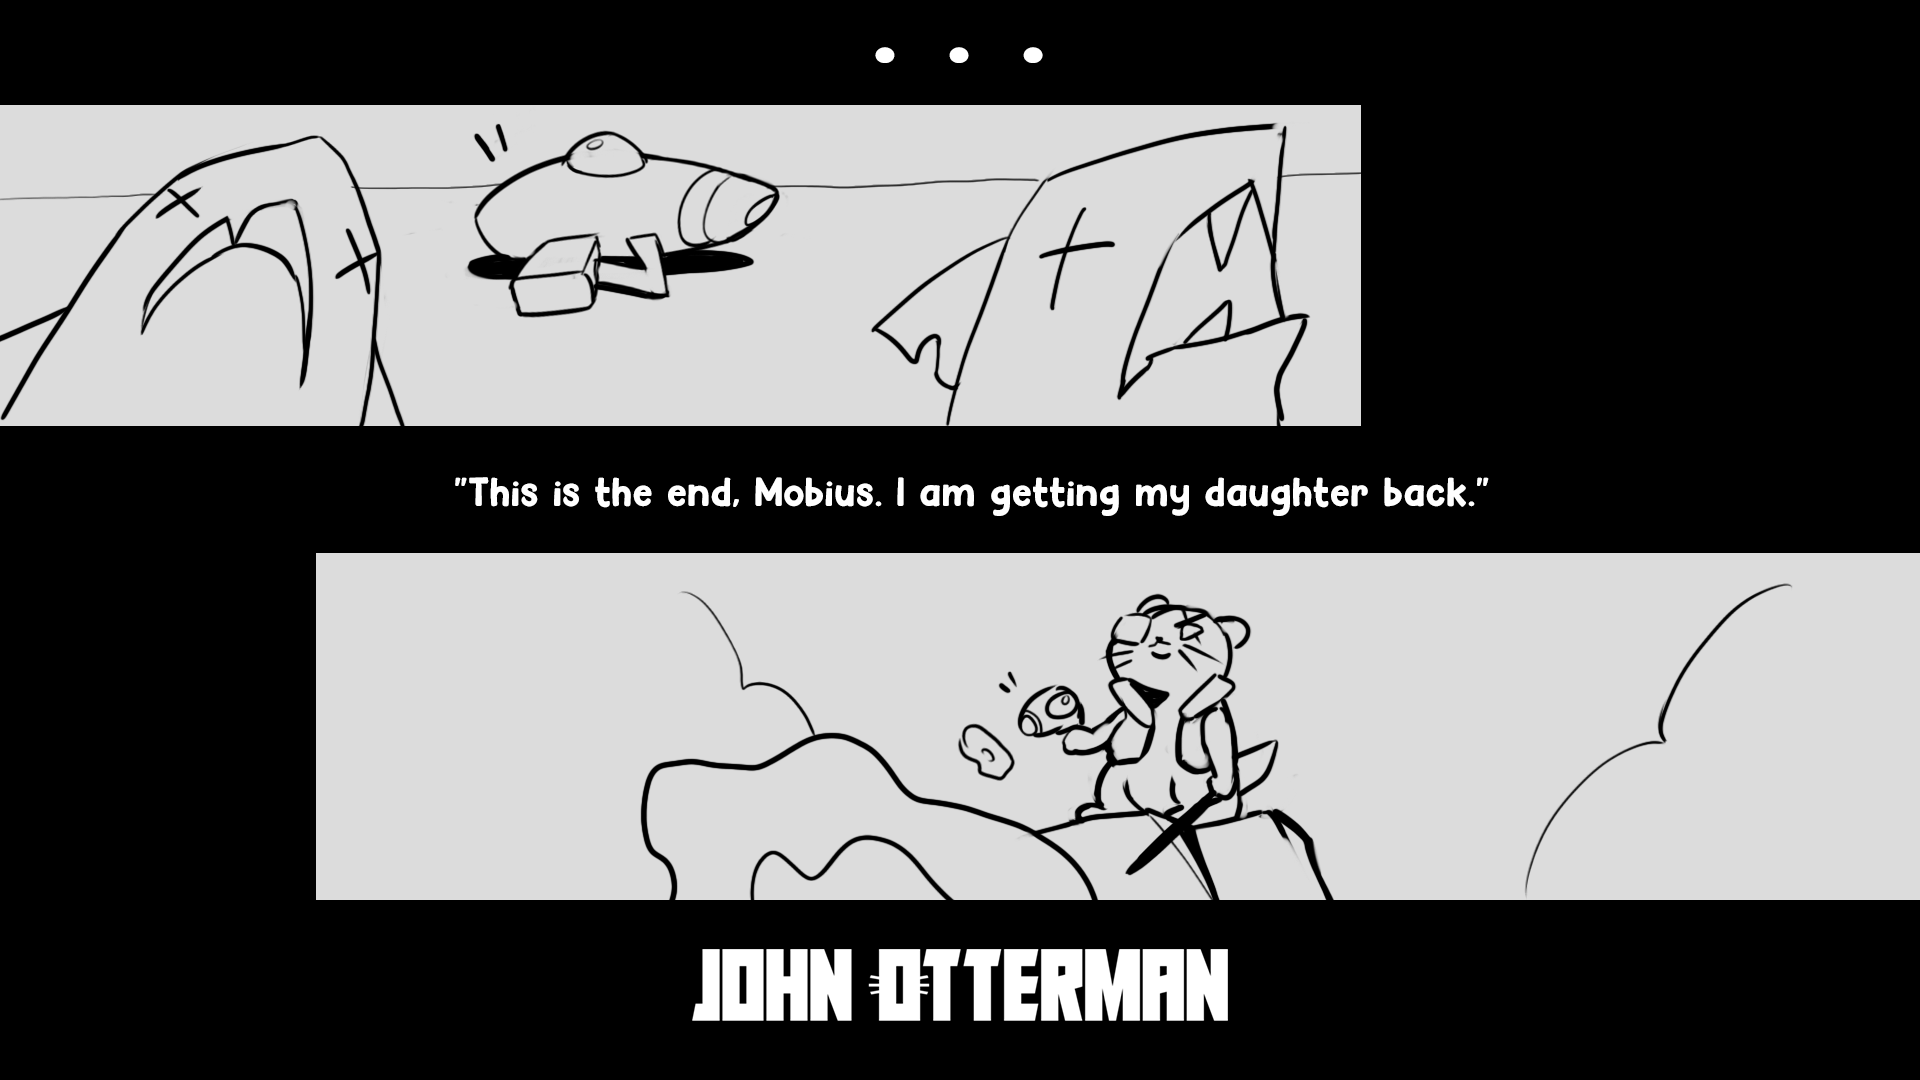 • • •
"This is the end, Mobius. I am getting my daughter back."
JOHN OTTERMAN